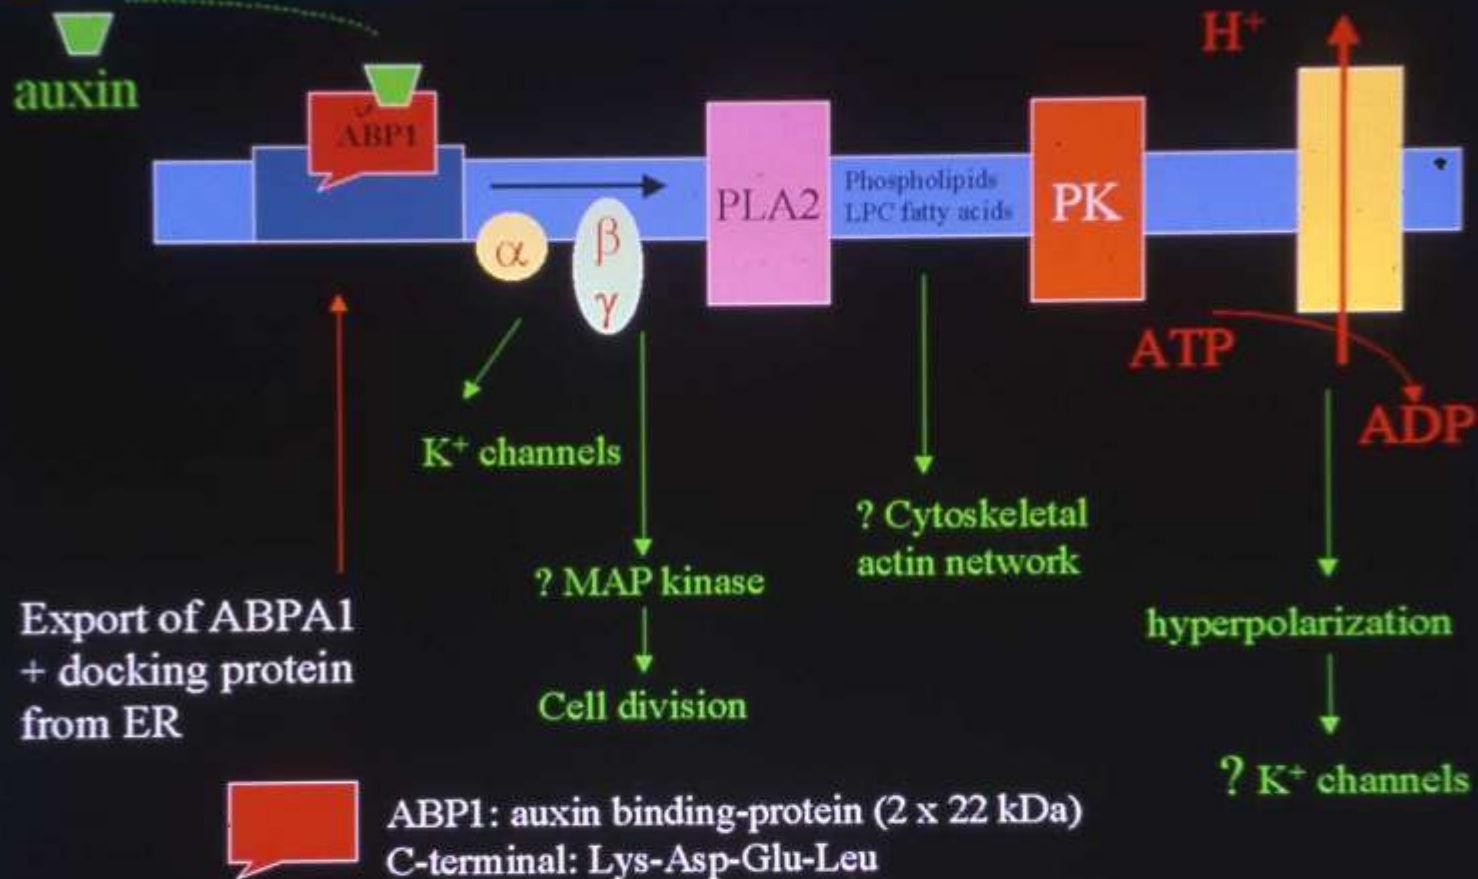 auxin
ABP1
α
β
γ
PLA2
Phospholipids
LPC fatty acids
PK
H⁺
ATP
ADP
K⁺ channels
? MAP kinase
Cell division
? Cytoskeletal
actin network
hyperpolarization
? K⁺ channels
Export of ABPA1
+ docking protein
from ER
ABP1: auxin binding-protein (2 x 22 kDa)
C-terminal: Lys-Asp-Glu-Leu